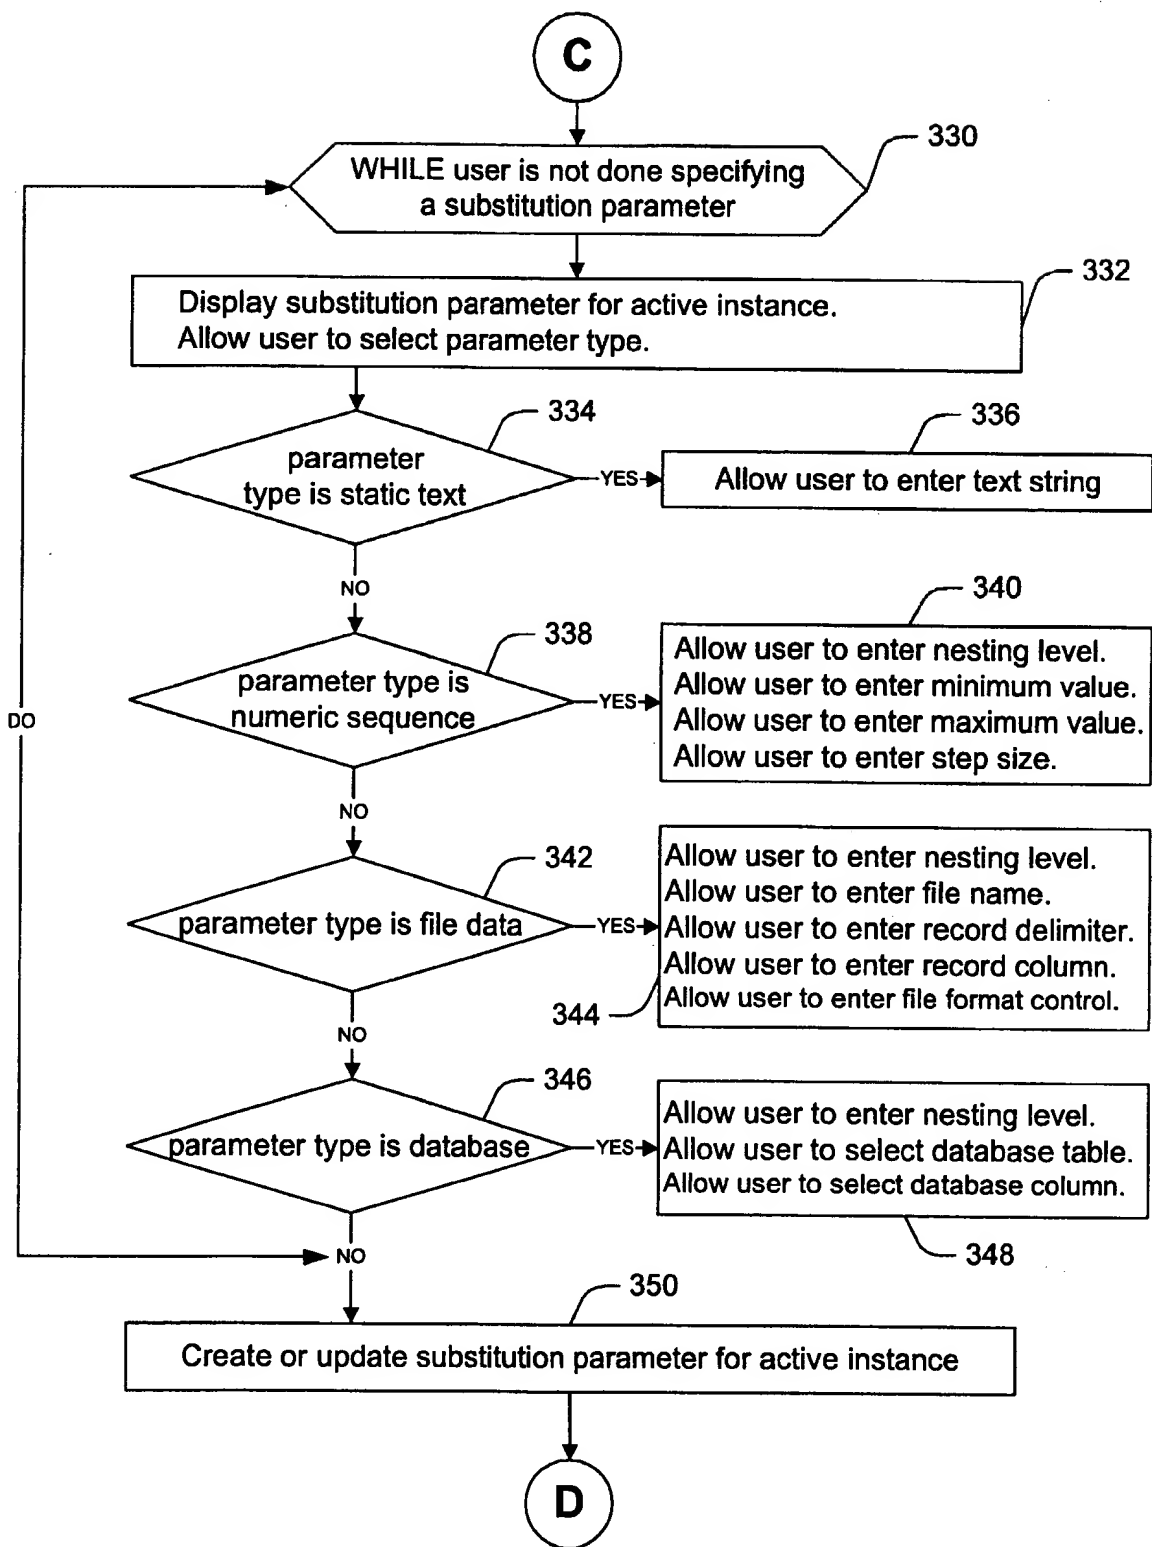 C
330
WHILE user is not done specifying
a substitution parameter
332
Display substitution parameter for active instance.
Allow user to select parameter type.
334
parameter
type is static text
YES
336
Allow user to enter text string
NO
338
parameter type is
numeric sequence
YES
340
Allow user to enter nesting level.
Allow user to enter minimum value.
Allow user to enter maximum value.
Allow user to enter step size.
DO
NO
342
parameter type is file data
YES
Allow user to enter nesting level.
Allow user to enter file name.
Allow user to enter record delimiter.
Allow user to enter record column.
Allow user to enter file format control.
344
NO
346
parameter type is database
YES
Allow user to enter nesting level.
Allow user to select database table.
Allow user to select database column.
348
NO
350
Create or update substitution parameter for active instance
D